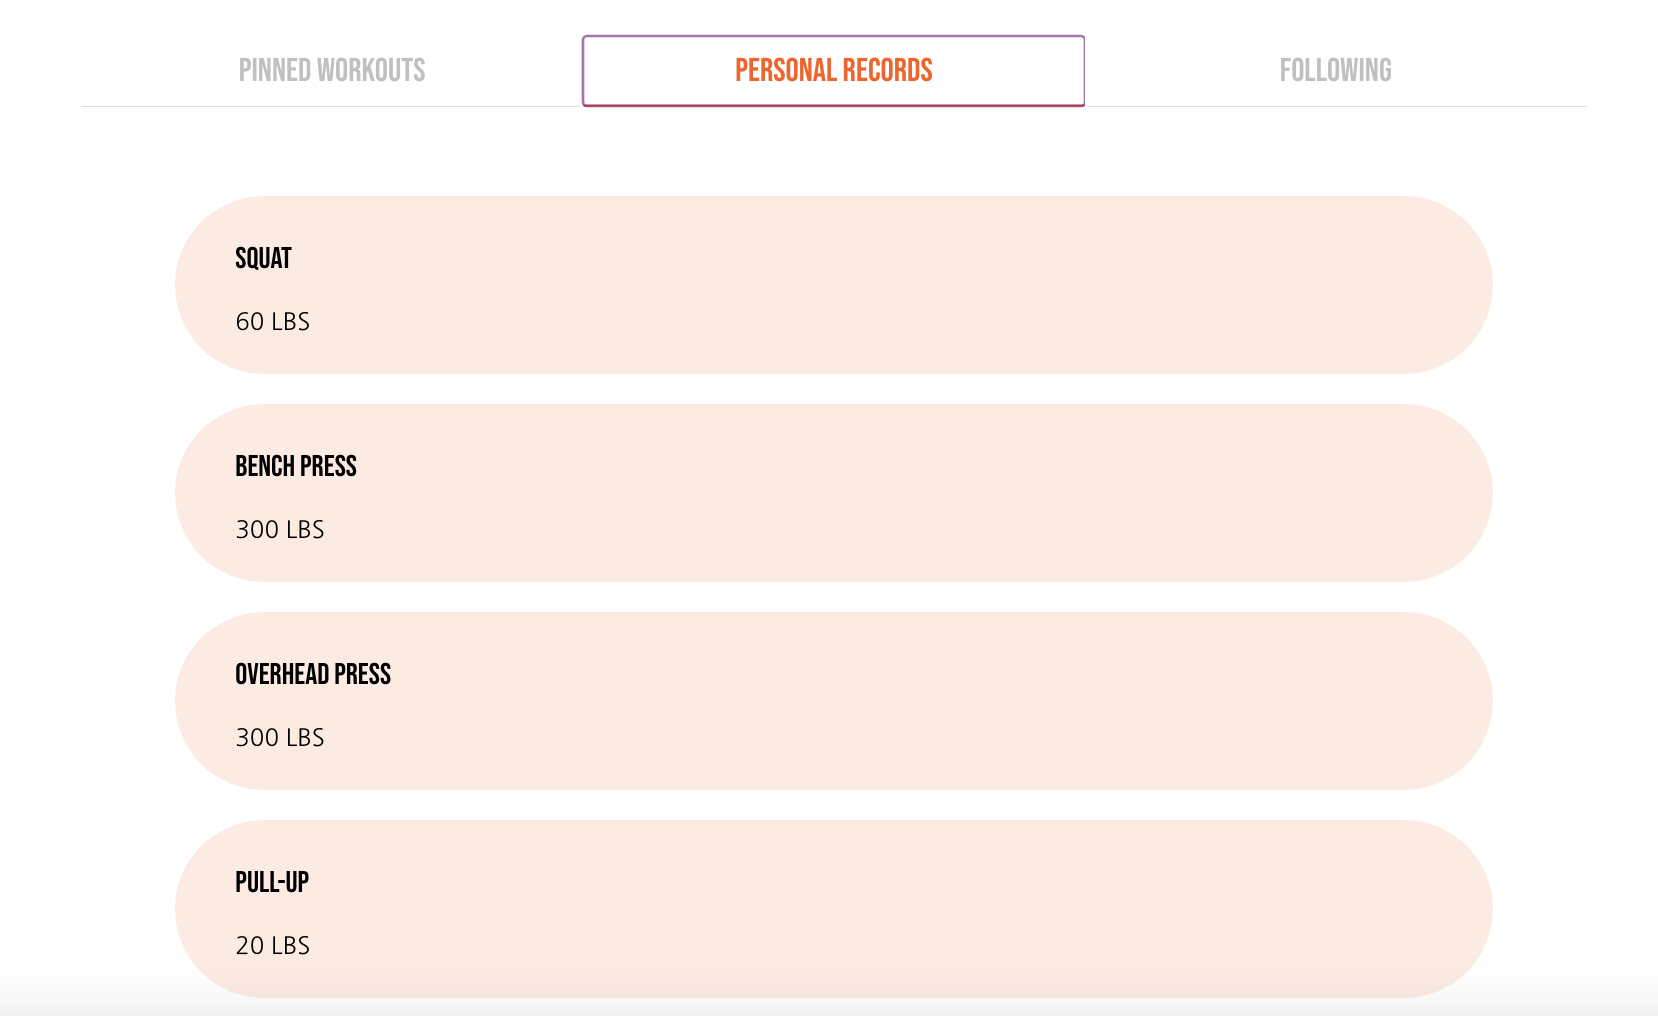 PINNED WORKOUTS
PERSONAL RECORDS
FOLLOWING
SQUAT
60 LBS
BENCH PRESS
300 LBS
OVERHEAD PRESS
300 LBS
PULL-UP
20 LBS